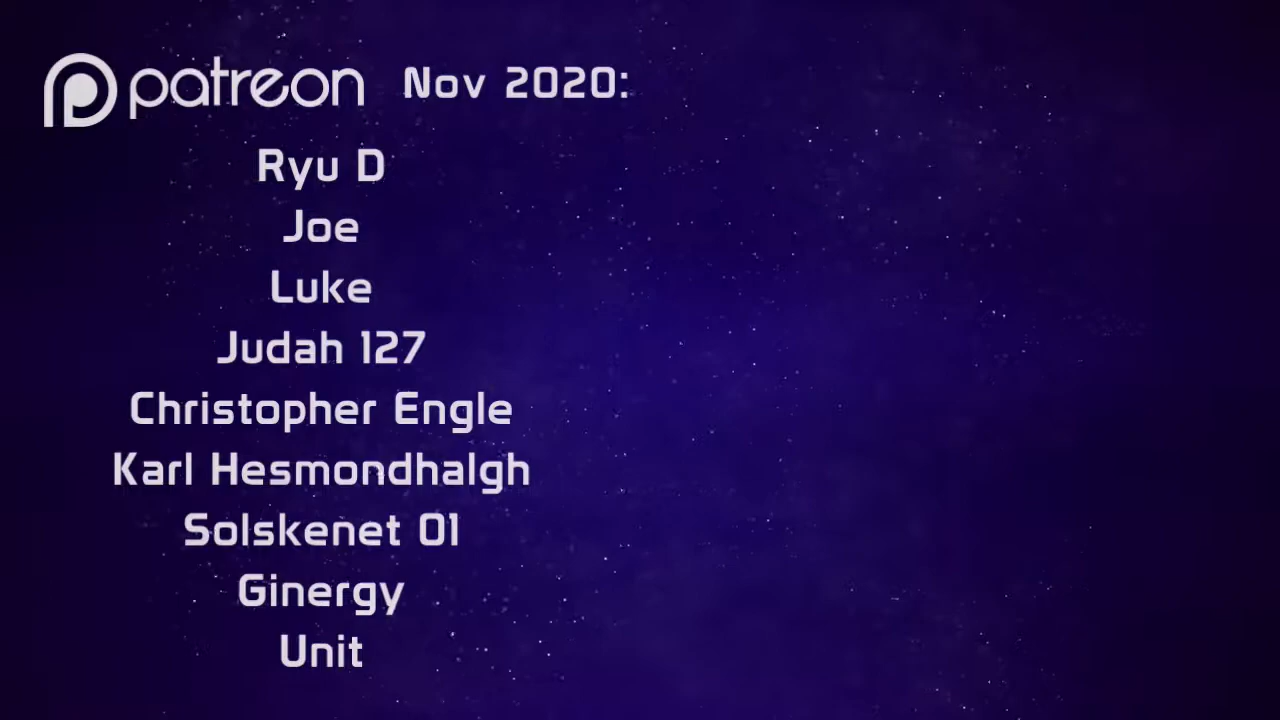 patreon Nov 2020:
Ryu D
Joe
Luke
Judah 127
Christopher Engle
Karl Hesmondhalgh
Solskenet 01
Ginergy
Unit